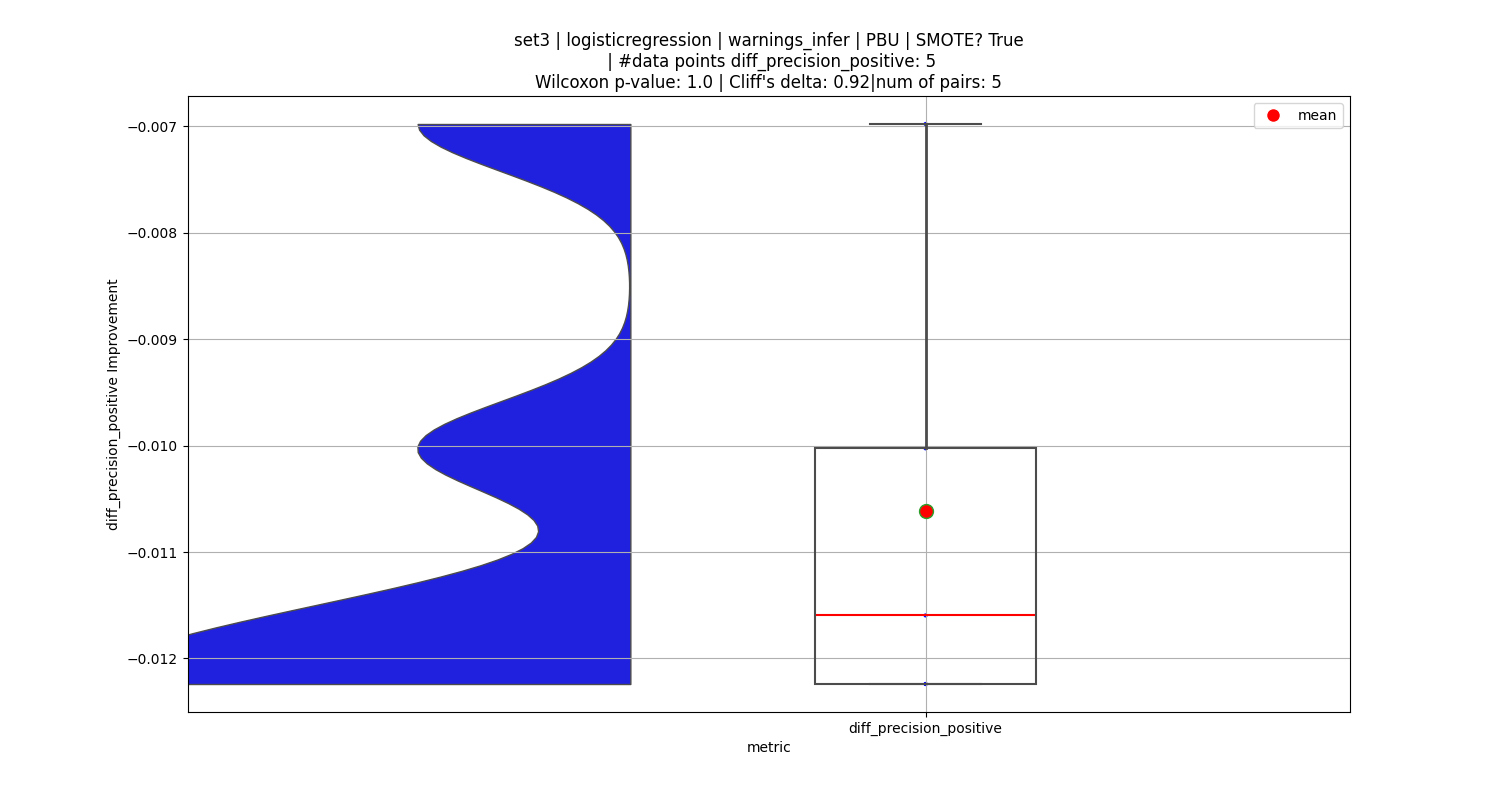 set3 | logisticregression | warnings_infer | PBU | SMOTE? True
| #data points diff_precision_positive: 5
Wilcoxon p-value: 1.0 | Cliff's delta: 0.92|num of pairs: 5
mean
−0.007
−0.008
−0.009
−0.010
−0.011
−0.012
diff_precision_positive Improvement
diff_precision_positive
metric